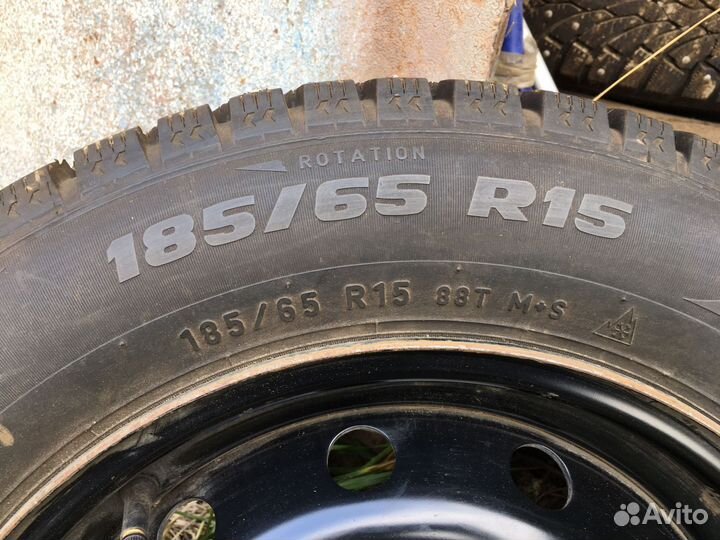 ROTATION
185/65 R15
185/65 R15 88T M+S
Avito